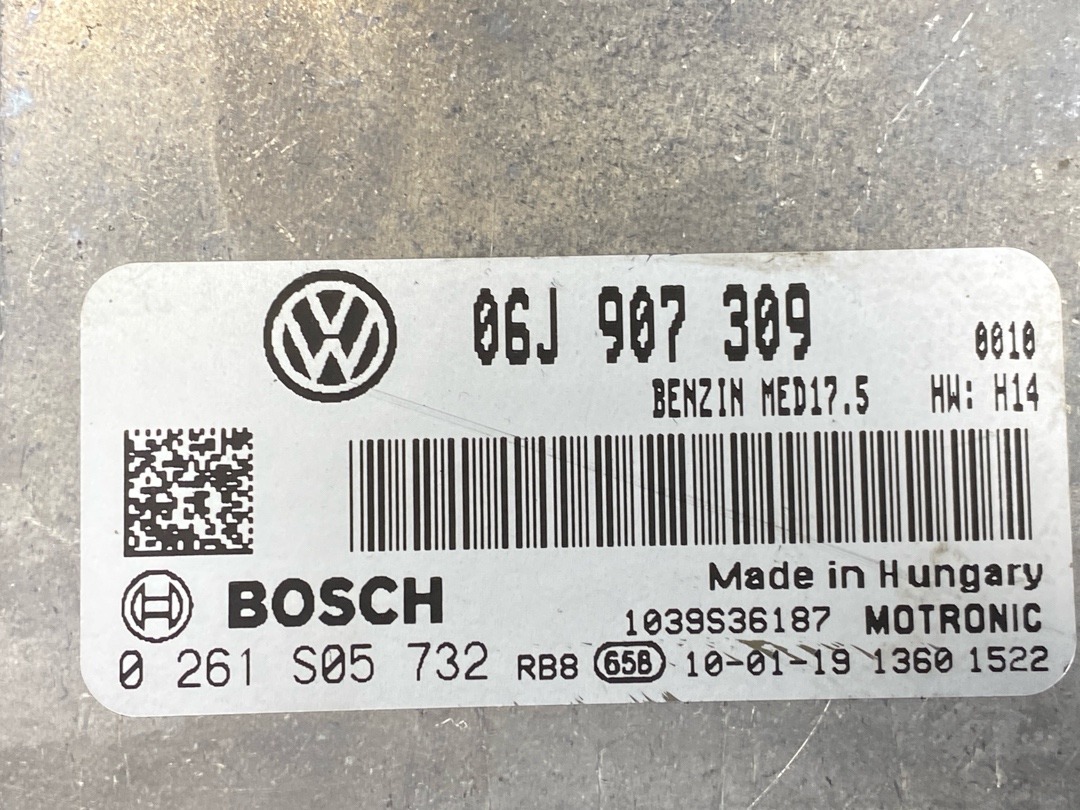 06J 907 309
0010
BENZIN MED17.5 HW: H14
Made in Hungary
BOSCH
1039S36187 MOTRONIC
0 261 S05 732 RB8 65B 10-01-19 1360 1522